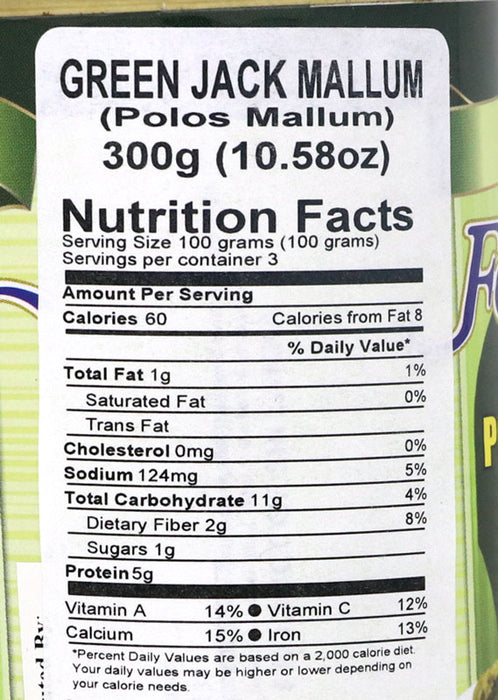 GREEN JACK MALLUM
(Polos Mallum)
300g (10.58oz)
Nutrition Facts
Serving Size 100 grams (100 grams)
Servings per container 3
Amount Per Serving
Calories 60 Calories from Fat 8
% Daily Value*
Total Fat 1g 1%
Saturated Fat 0%
Trans Fat
Cholesterol 0mg 0%
Sodium 124mg 5%
Total Carbohydrate 11g 4%
Dietary Fiber 2g 8%
Sugars 1g
Protein 5g
Vitamin A 14% ● Vitamin C 12%
Calcium 15% ● Iron 13%
*Percent Daily Values are based on a 2,000 calorie diet.
Your daily values may be higher or lower depending on
your calorie needs.
By: